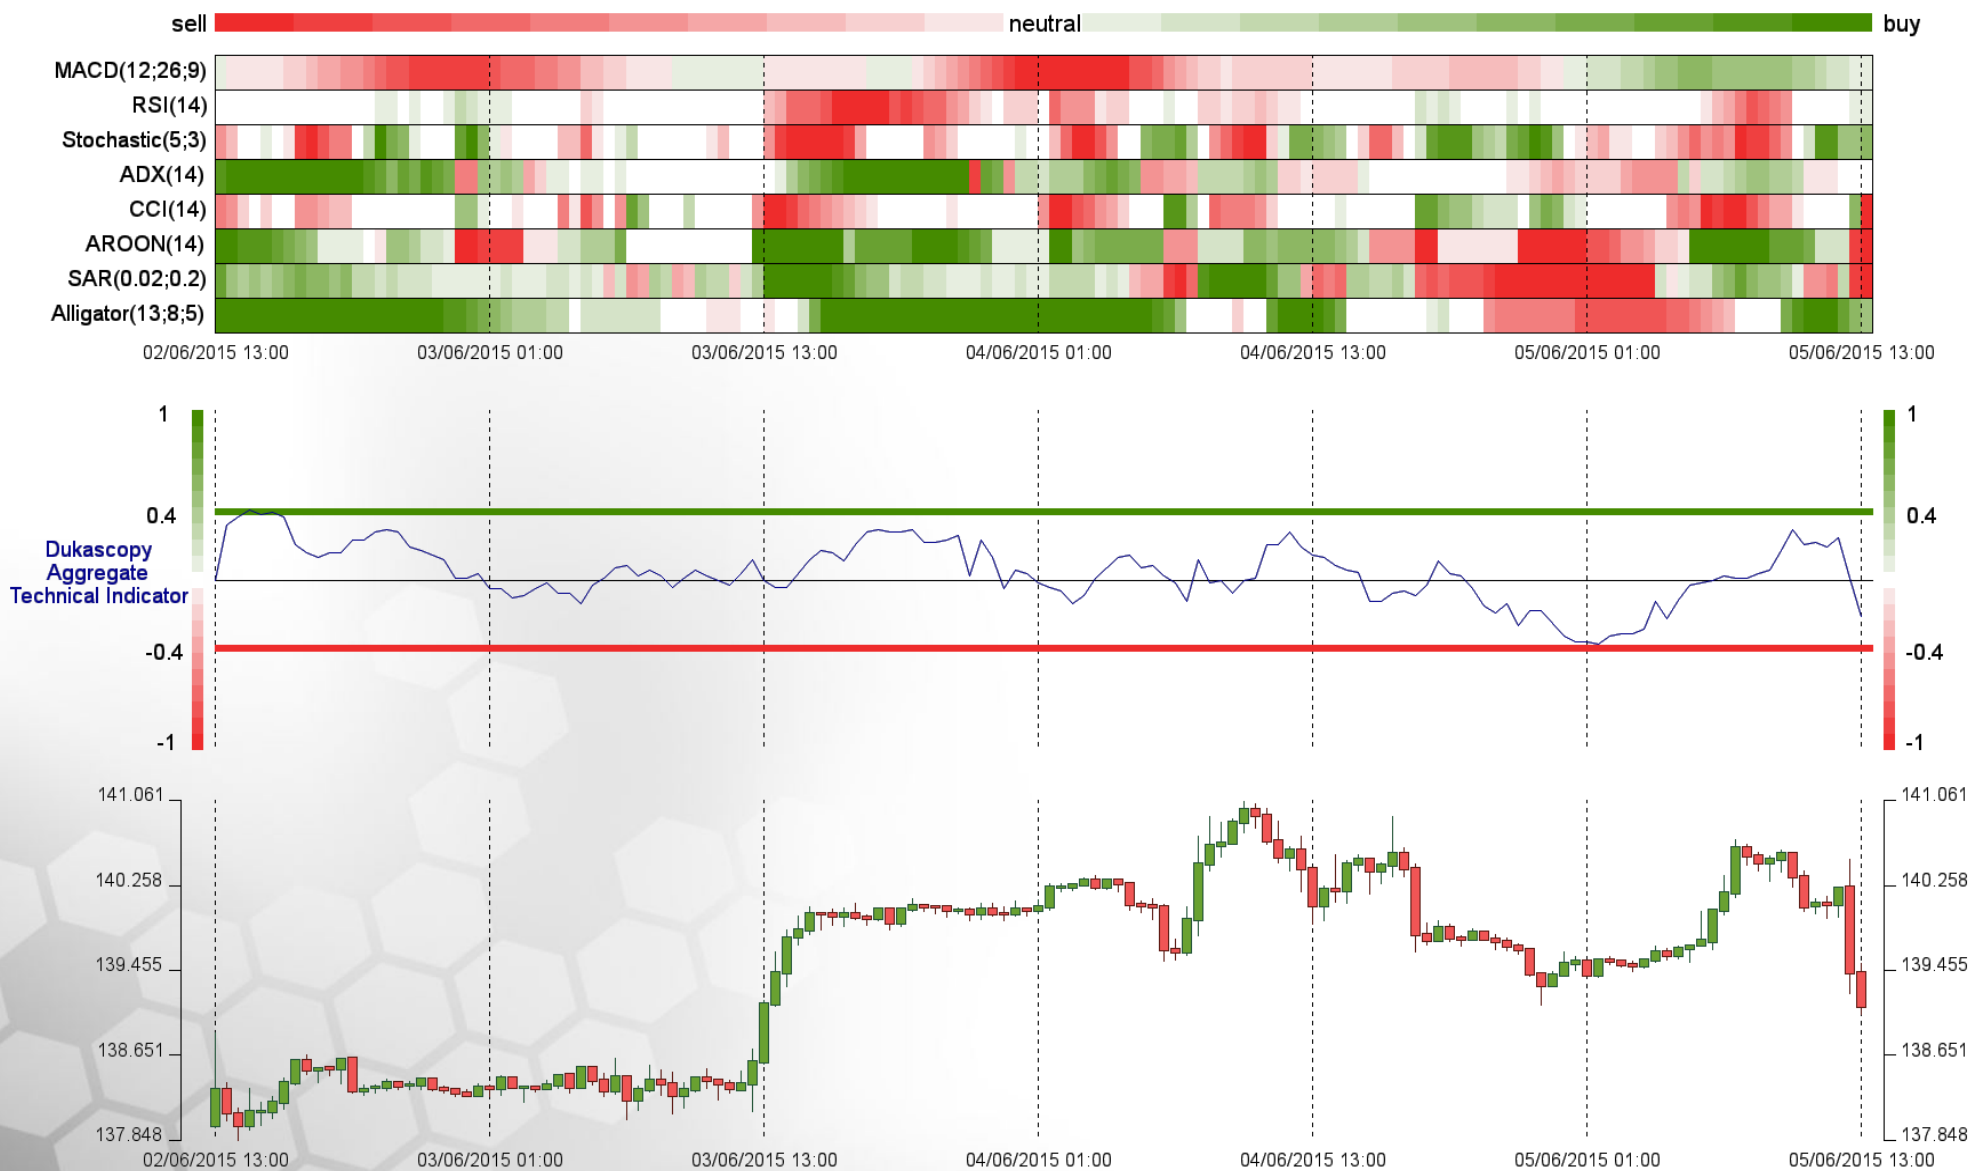 sell neutral buy
MACD(12;26;9)
RSI(14)
Stochastic(5;3)
ADX(14)
CCI(14)
AROON(14)
SAR(0.02;0.2)
Alligator(13;8;5)
02/06/2015 13:00 03/06/2015 01:00 03/06/2015 13:00 04/06/2015 01:00 04/06/2015 13:00 05/06/2015 01:00 05/06/2015 13:00
1 1
0.4 0.4
Dukascopy
Aggregate
Technical Indicator
-0.4 -0.4
-1 -1
141.061 141.061
140.258 140.258
139.455 139.455
138.651 138.651
137.848 137.848
02/06/2015 13:00 03/06/2015 01:00 03/06/2015 13:00 04/06/2015 01:00 04/06/2015 13:00 05/06/2015 01:00 05/06/2015 13:00